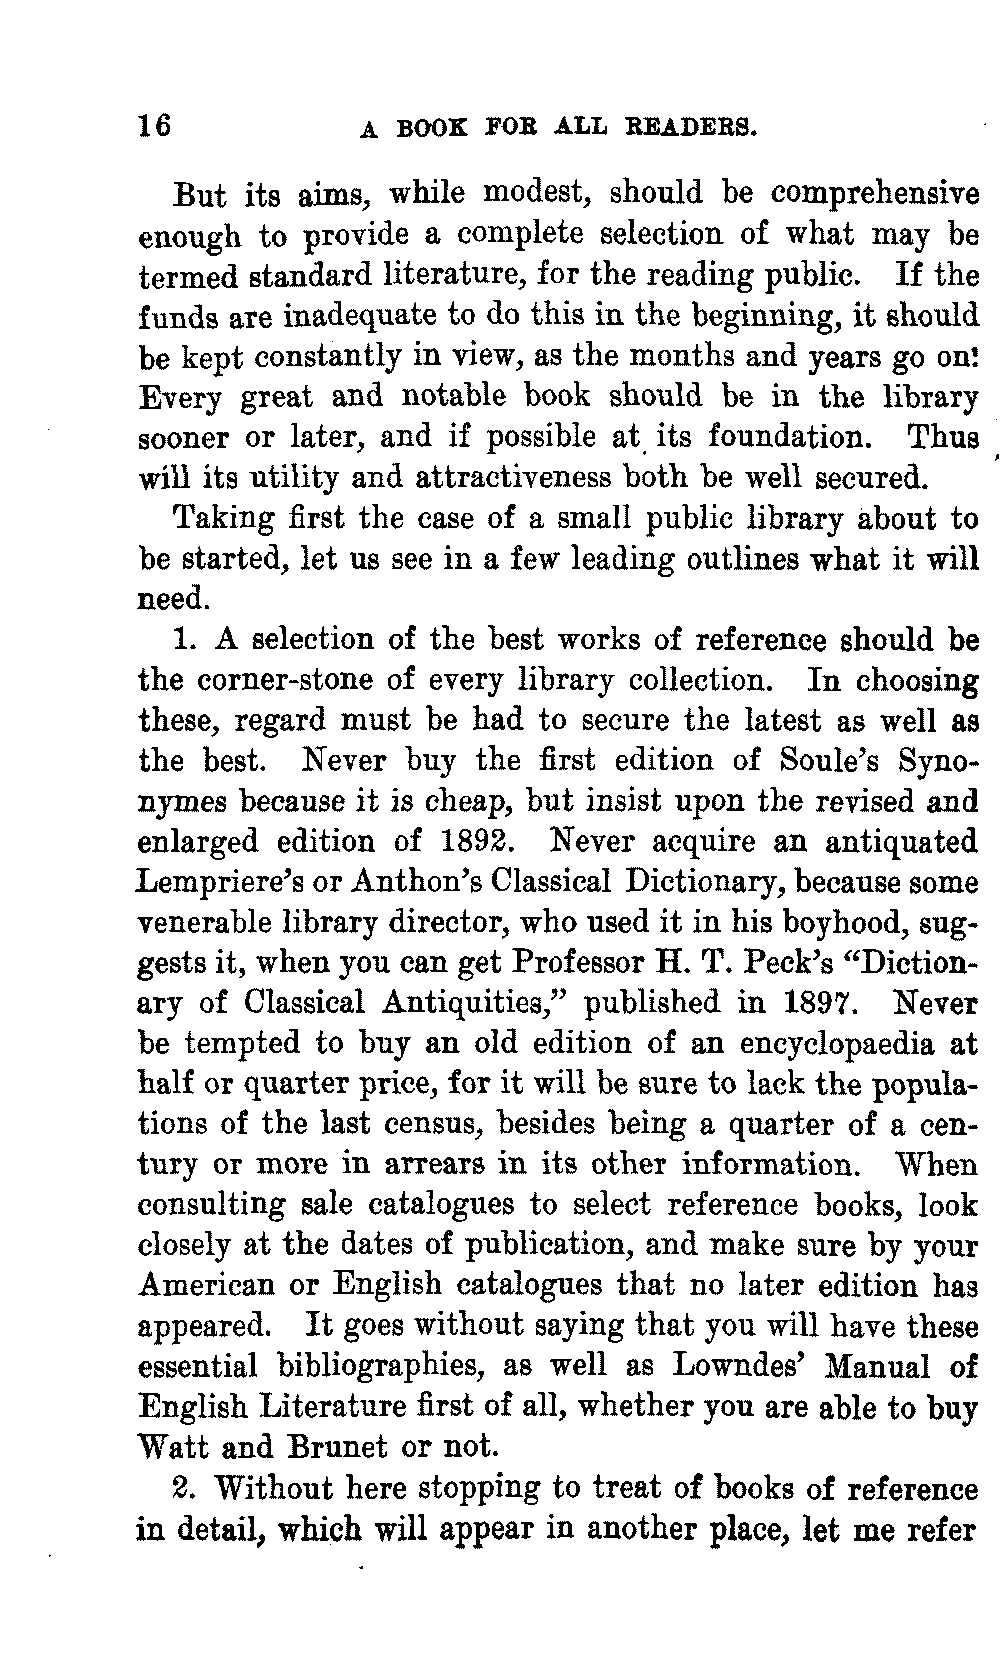 16 A BOOK FOR ALL READERS.
But its aims, while modest, should be comprehensive
enough to provide a complete selection of what may be
termed standard literature, for the reading public. If the
funds are inadequate to do this in the beginning, it should
be kept constantly in view, as the months and years go on!
Every great and notable book should be in the library
sooner or later, and if possible at its foundation. Thus
will its utility and attractiveness both be well secured.
Taking first the case of a small public library about to
be started, let us see in a few leading outlines what it will
need.
1. A selection of the best works of reference should be
the corner-stone of every library collection. In choosing
these, regard must be had to secure the latest as well as
the best. Never buy the first edition of Soule's Syno-
nymes because it is cheap, but insist upon the revised and
enlarged edition of 1892. Never acquire an antiquated
Lempriere's or Anthon's Classical Dictionary, because some
venerable library director, who used it in his boyhood, sug-
gests it, when you can get Professor H. T. Peck's “Diction-
ary of Classical Antiquities,” published in 1897. Never
be tempted to buy an old edition of an encyclopaedia at
half or quarter price, for it will be sure to lack the popula-
tions of the last census, besides being a quarter of a cen-
tury or more in arrears in its other information. When
consulting sale catalogues to select reference books, look
closely at the dates of publication, and make sure by your
American or English catalogues that no later edition has
appeared. It goes without saying that you will have these
essential bibliographies, as well as Lowndes' Manual of
English Literature first of all, whether you are able to buy
Watt and Brunet or not.
2. Without here stopping to treat of books of reference
in detail, which will appear in another place, let me refer